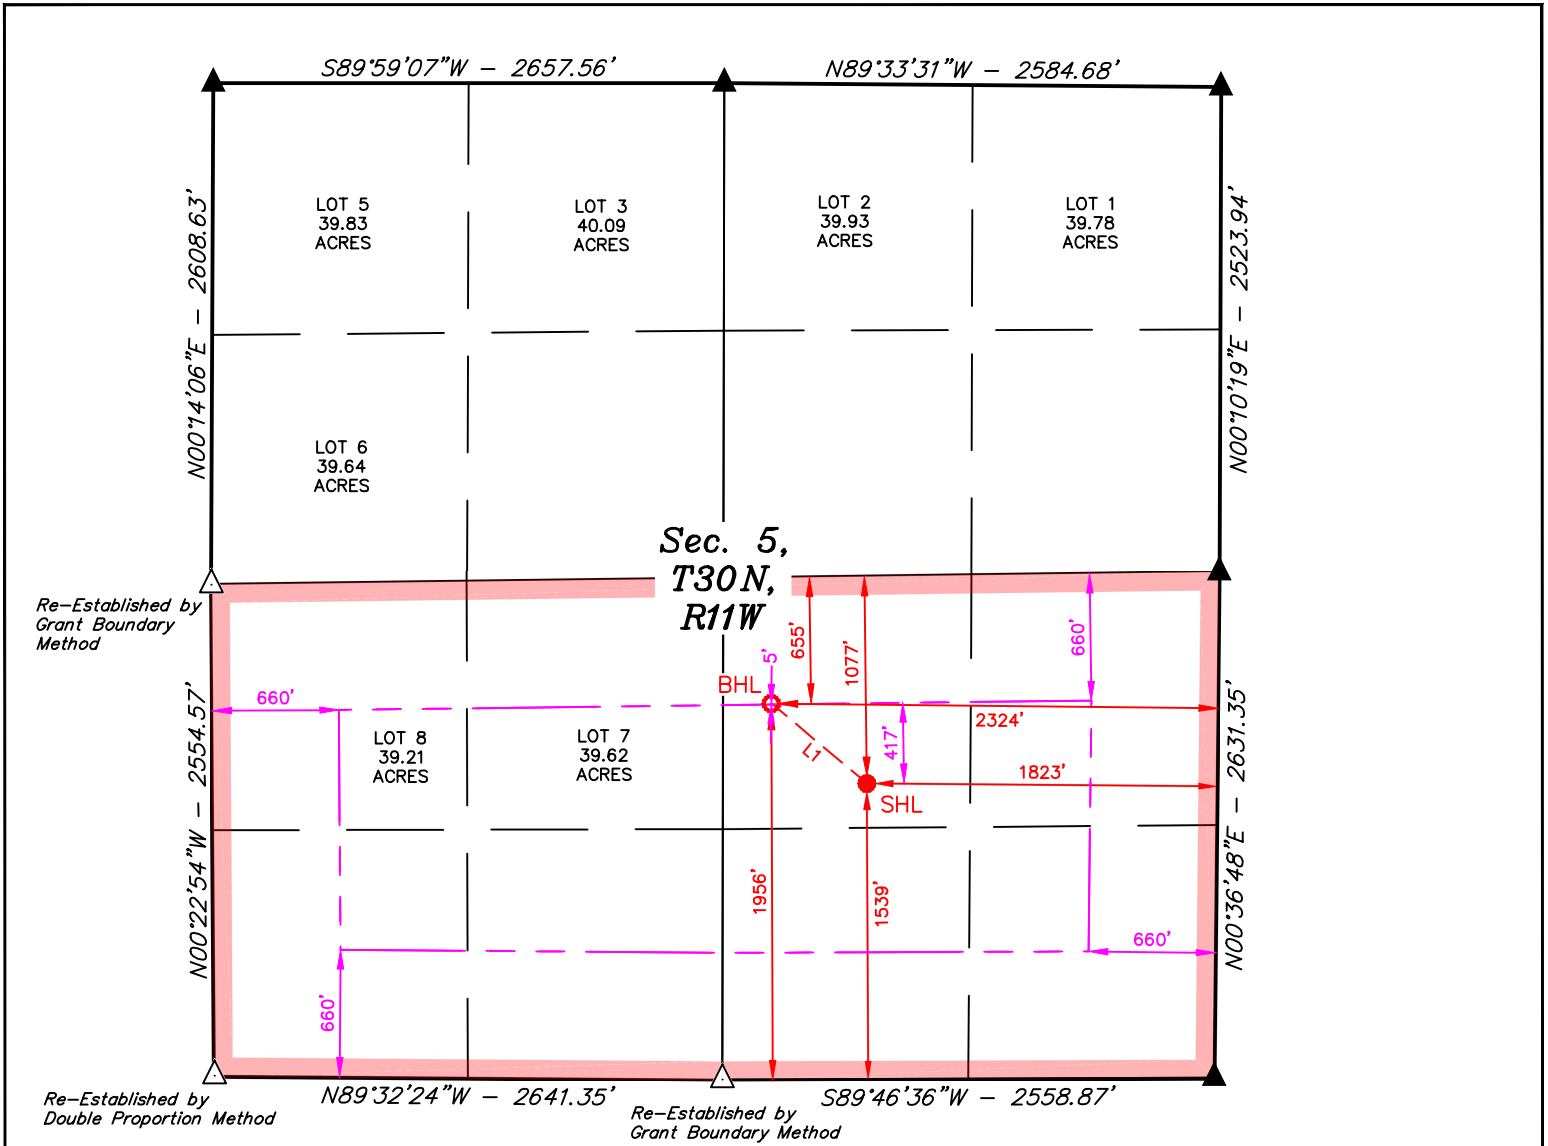 S89°59'07"W – 2657.56'
N89°33'31"W – 2584.68'
N00°14'06"E – 2608.63'
N00°10'19"E – 2523.94'
LOT 5
39.83
ACRES
LOT 3
40.09
ACRES
LOT 2
39.93
ACRES
LOT 1
39.78
ACRES
LOT 6
39.64
ACRES
Sec. 5,
T30N,
R11W
Re-Established by
Grant Boundary
Method
655'
1077'
660'
5'
BHL
660'
2324'
417'
L1
1823'
SHL
LOT 8
39.21
ACRES
LOT 7
39.62
ACRES
N00°22'54"W – 2554.57'
N00°36'48"E – 2631.35'
1956'
1539'
660'
660'
N89°32'24"W – 2641.35'
S89°46'36"W – 2558.87'
Re-Established by
Double Proportion Method
Re-Established by
Grant Boundary Method